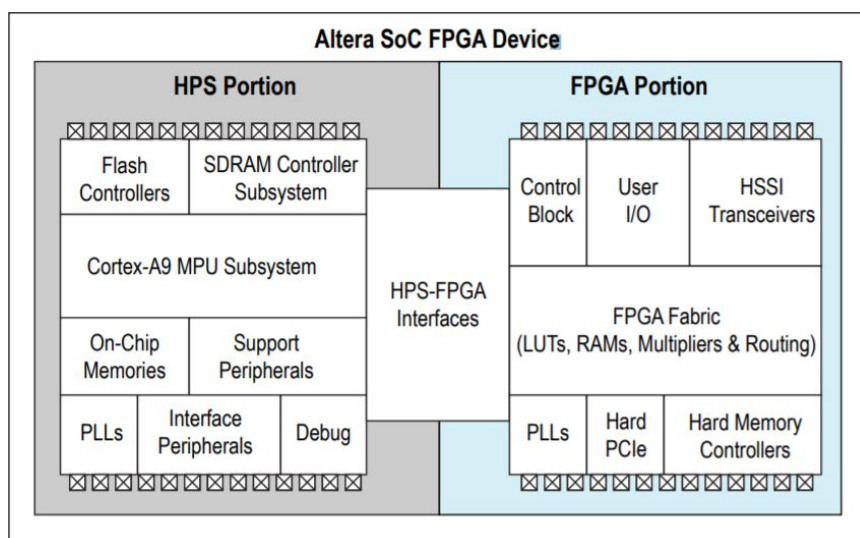 Altera SoC FPGA Device
HPS Portion
FPGA Portion
Flash
Controllers
SDRAM Controller
Subsystem
Cortex-A9 MPU Subsystem
On-Chip
Memories
Support
Peripherals
PLLs
Interface
Peripherals
Debug
HPS-FPGA
Interfaces
Control
Block
User
I/O
HSSI
Transceivers
FPGA Fabric
(LUTs, RAMs, Multipliers & Routing)
PLLs
Hard
PCIe
Hard Memory
Controllers